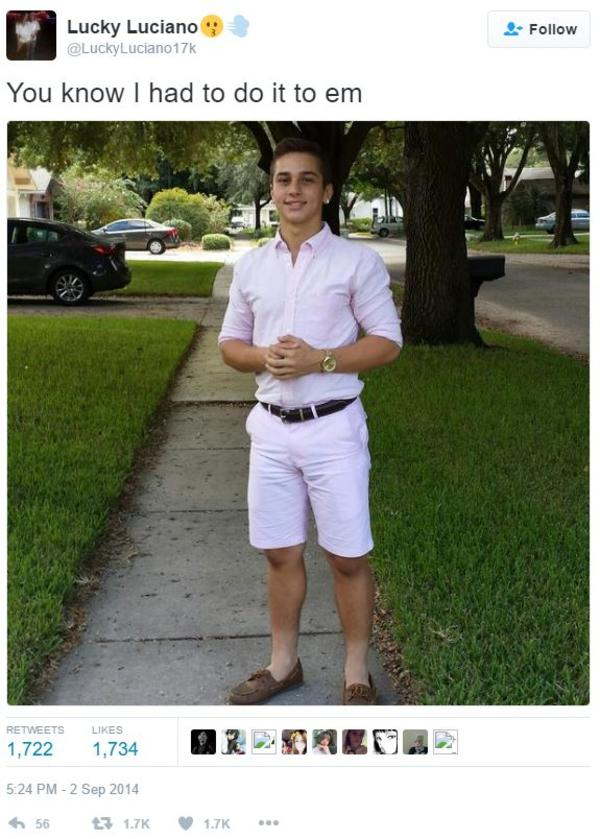 Lucky Luciano😗💨
@LuckyLuciano17k
Follow
You know I had to do it to em
RETWEETS
1,722
LIKES
1,734
5:24 PM - 2 Sep 2014
56
1.7K
1.7K